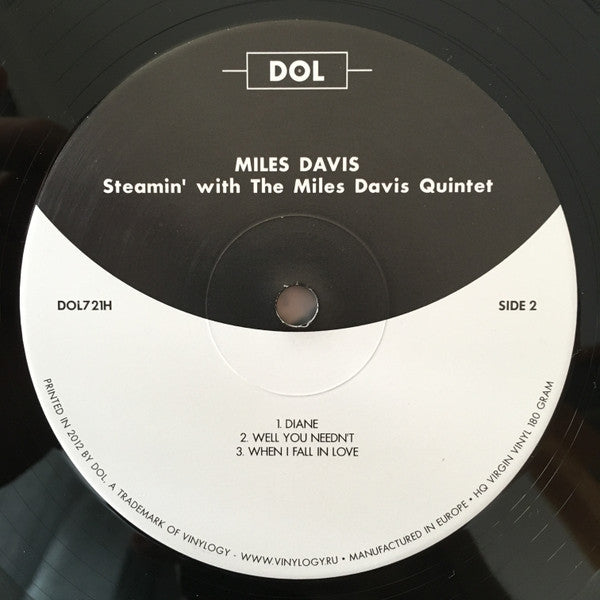 DOL
MILES DAVIS
Steamin' with The Miles Davis Quintet
DOL721H
SIDE 2
1. DIANE
2. WELL YOU NEEDN'T
3. WHEN I FALL IN LOVE
PRINTED IN 2012 BY DOL, A TRADEMARK OF VINYLOGY - WWW.VINYLOGY.RU • MANUFACTURED IN EUROPE • HQ VIRGIN VINYL 180 GRAM